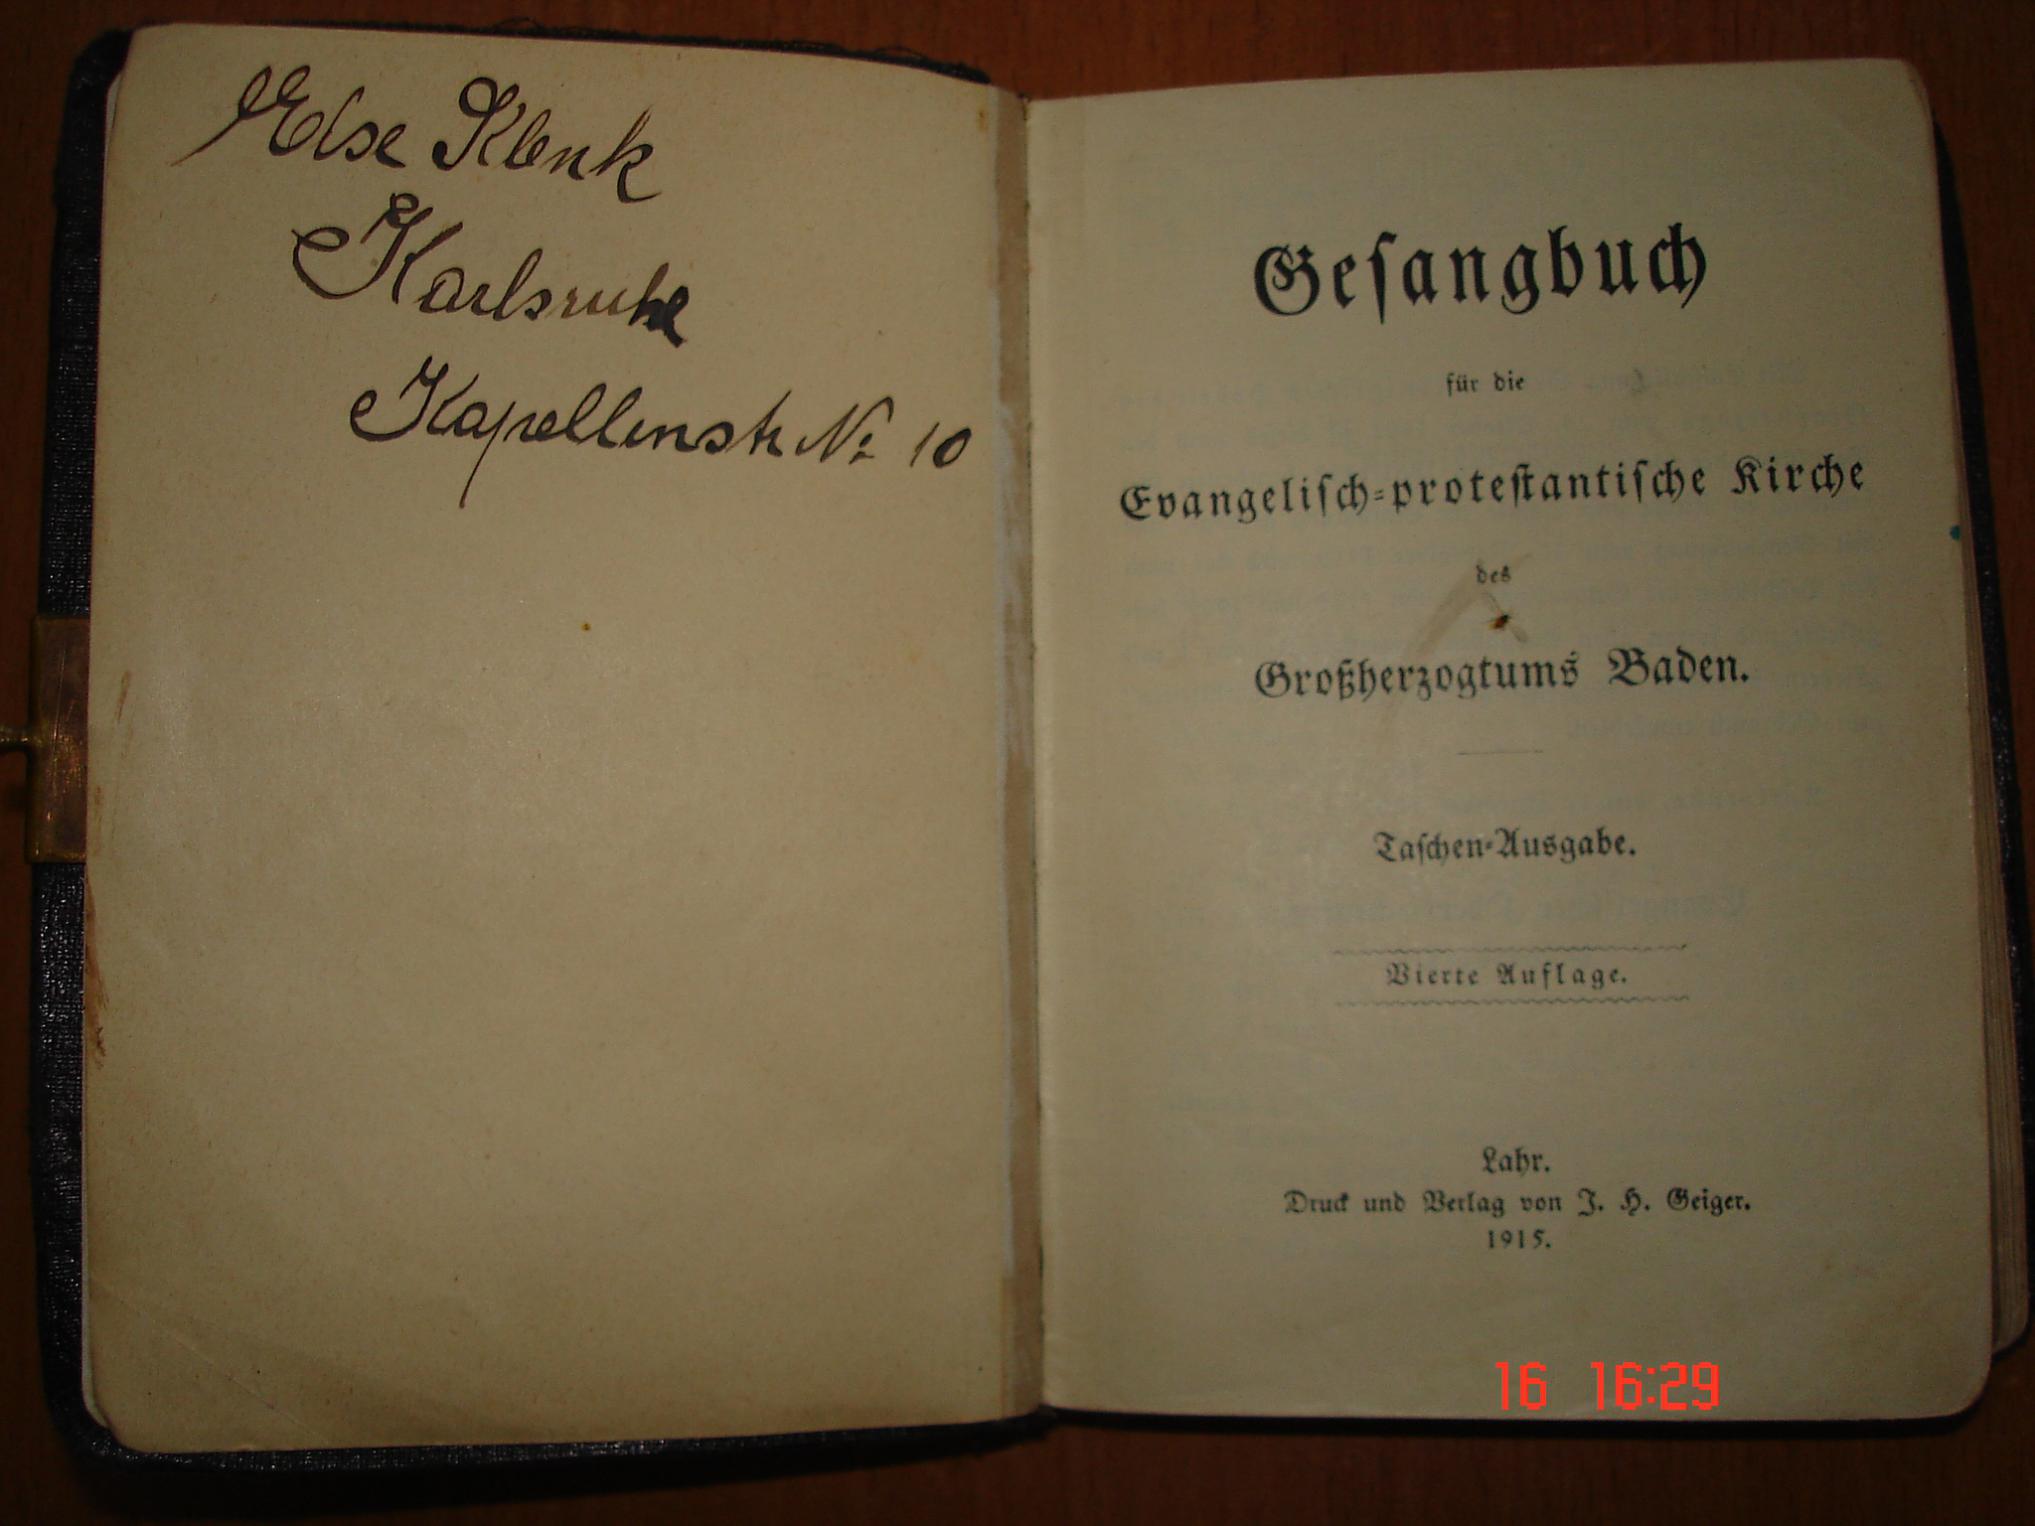 Else Klenk
Karlsruhe
Kapellenstr No 10
Gesangbuch
für die
Evangelisch-protestantische Kirche
des
Großherzogtums Baden.
Taschen-Ausgabe.
Vierte Auflage.
Lahr.
Druck und Verlag von J. H. Geiger.
1915.
16 16:29